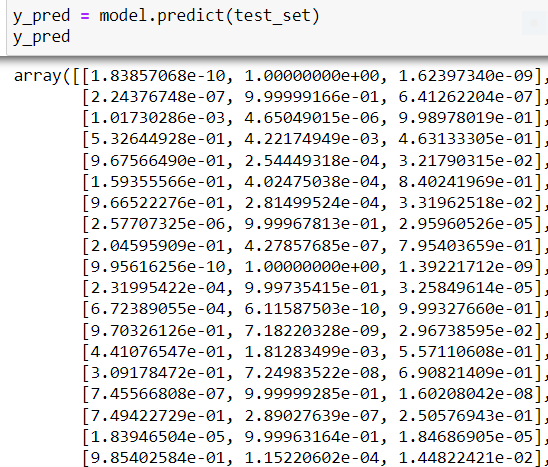 y_pred = model.predict(test_set)
y_pred
array([[1.83857068e-10, 1.00000000e+00, 1.62397340e-09],
[2.24376748e-07, 9.99999166e-01, 6.41262204e-07],
[1.01730286e-03, 4.65049015e-06, 9.98978019e-01],
[5.32644928e-01, 4.22174949e-03, 4.63133305e-01],
[9.67566490e-01, 2.54449318e-04, 3.21790315e-02],
[1.59355566e-01, 4.02475038e-04, 8.40241969e-01],
[9.66522276e-01, 2.81499524e-04, 3.31962518e-02],
[2.57707325e-06, 9.99967813e-01, 2.95960526e-05],
[2.04595909e-01, 4.27857685e-07, 7.95403659e-01],
[9.95616256e-10, 1.00000000e+00, 1.39221712e-09],
[2.31995422e-04, 9.99735415e-01, 3.25849614e-05],
[6.72389055e-04, 6.11587503e-10, 9.99327660e-01],
[9.70326126e-01, 7.18220328e-09, 2.96738595e-02],
[4.41076547e-01, 1.81283499e-03, 5.57110608e-01],
[3.09178472e-01, 7.24983522e-08, 6.90821409e-01],
[7.45566808e-07, 9.99999285e-01, 1.60208042e-08],
[7.49422729e-01, 2.89027639e-07, 2.50576943e-01],
[1.83946504e-05, 9.99963164e-01, 1.84686905e-05],
[9.85402584e-01, 1.15220602e-04, 1.44822421e-02],